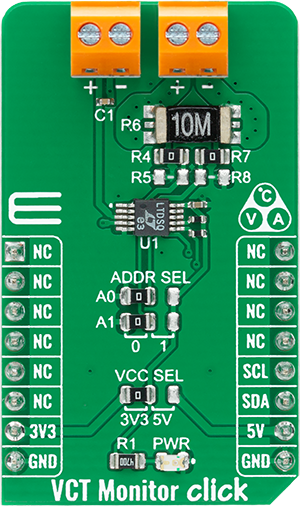 + - + -
C1
R6 10M
R4 R7
R5 R8
LTDSQ
e3
U1
°C
V A
ADDR SEL
A0
A1
0 1
VCC SEL
3V3 5V
R1 PWR
4700
NC NC
NC NC
NC NC
NC NC
NC SCL
NC SDA
3V3 5V
GND GND
VCT Monitor click